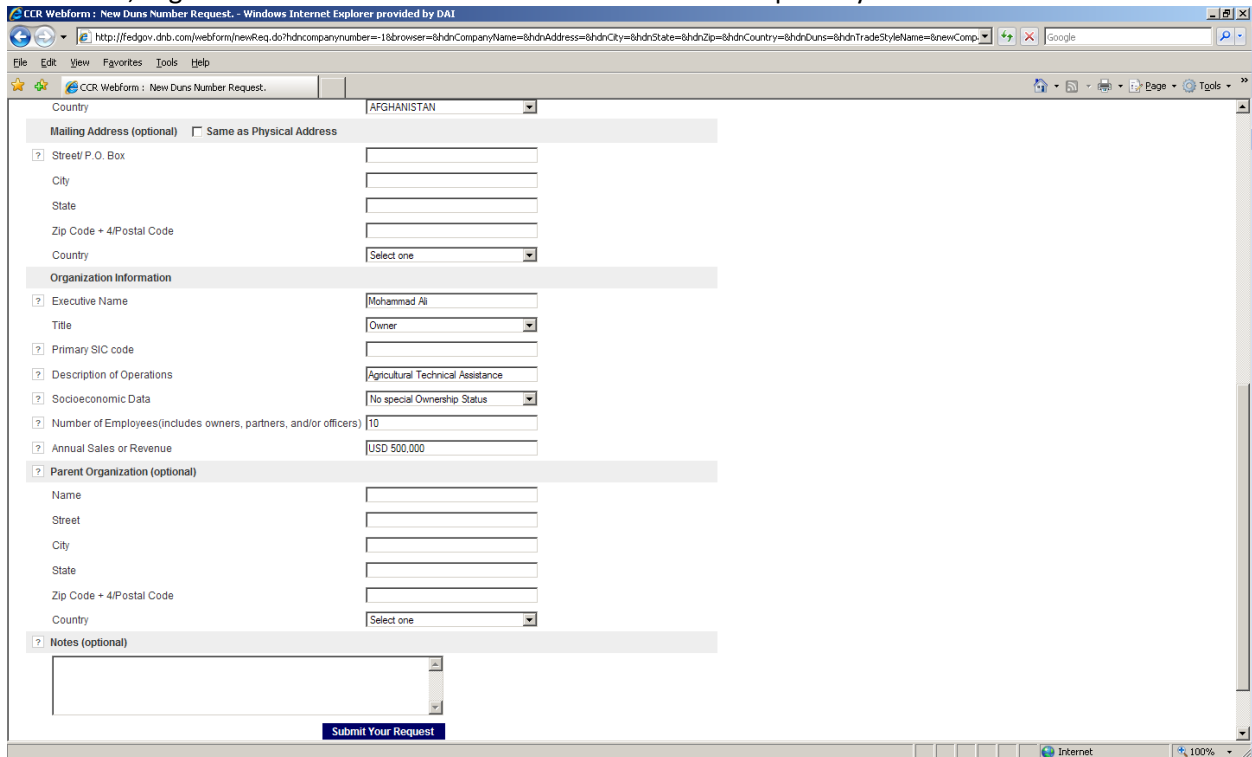 CCR Webform : New Duns Number Request. - Windows Internet Explorer provided by DAI
http://fedgov.dnb.com/webform/newReq.do?hdncompanynumber=-1&browser=&hdnCompanyName=&hdnAddress=&hdnCity=&hdnState=&hdnZip=&hdnCountry=&hdnDuns=&hdnTradeStyleName=&newComp Google
File Edit View Favorites Tools Help
CCR Webform : New Duns Number Request. Page Tools »
Country AFGHANISTAN
Mailing Address (optional) Same as Physical Address
? Street/ P.O. Box
City
State
Zip Code + 4/Postal Code
Country Select one
Organization Information
? Executive Name Mohammad Ali
Title Owner
? Primary SIC code
? Description of Operations Agricultural Technical Assistance
? Socioeconomic Data No special Ownership Status
? Number of Employees(includes owners, partners, and/or officers) 10
? Annual Sales or Revenue USD 500,000
? Parent Organization (optional)
Name
Street
City
State
Zip Code + 4/Postal Code
Country Select one
? Notes (optional)
Submit Your Request
Internet 100%